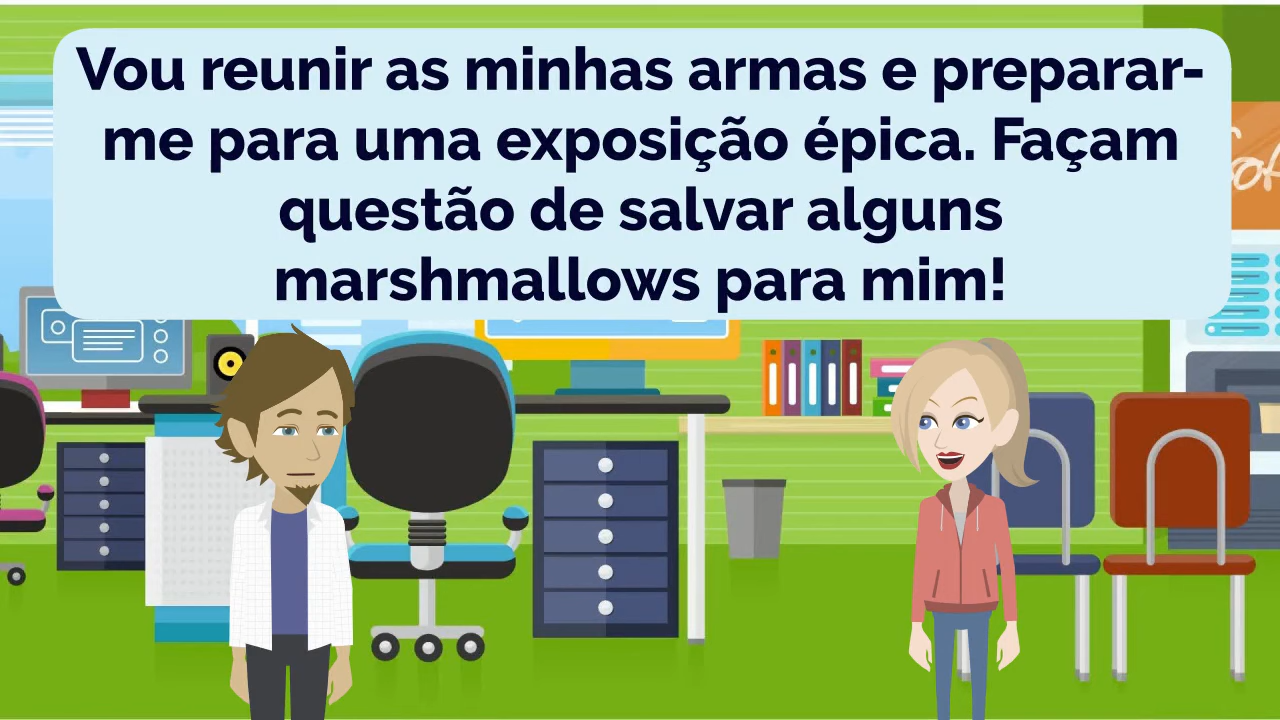 Vou reunir as minhas armas e preparar-
me para uma exposição épica. Façam
questão de salvar alguns
marshmallows para mim!